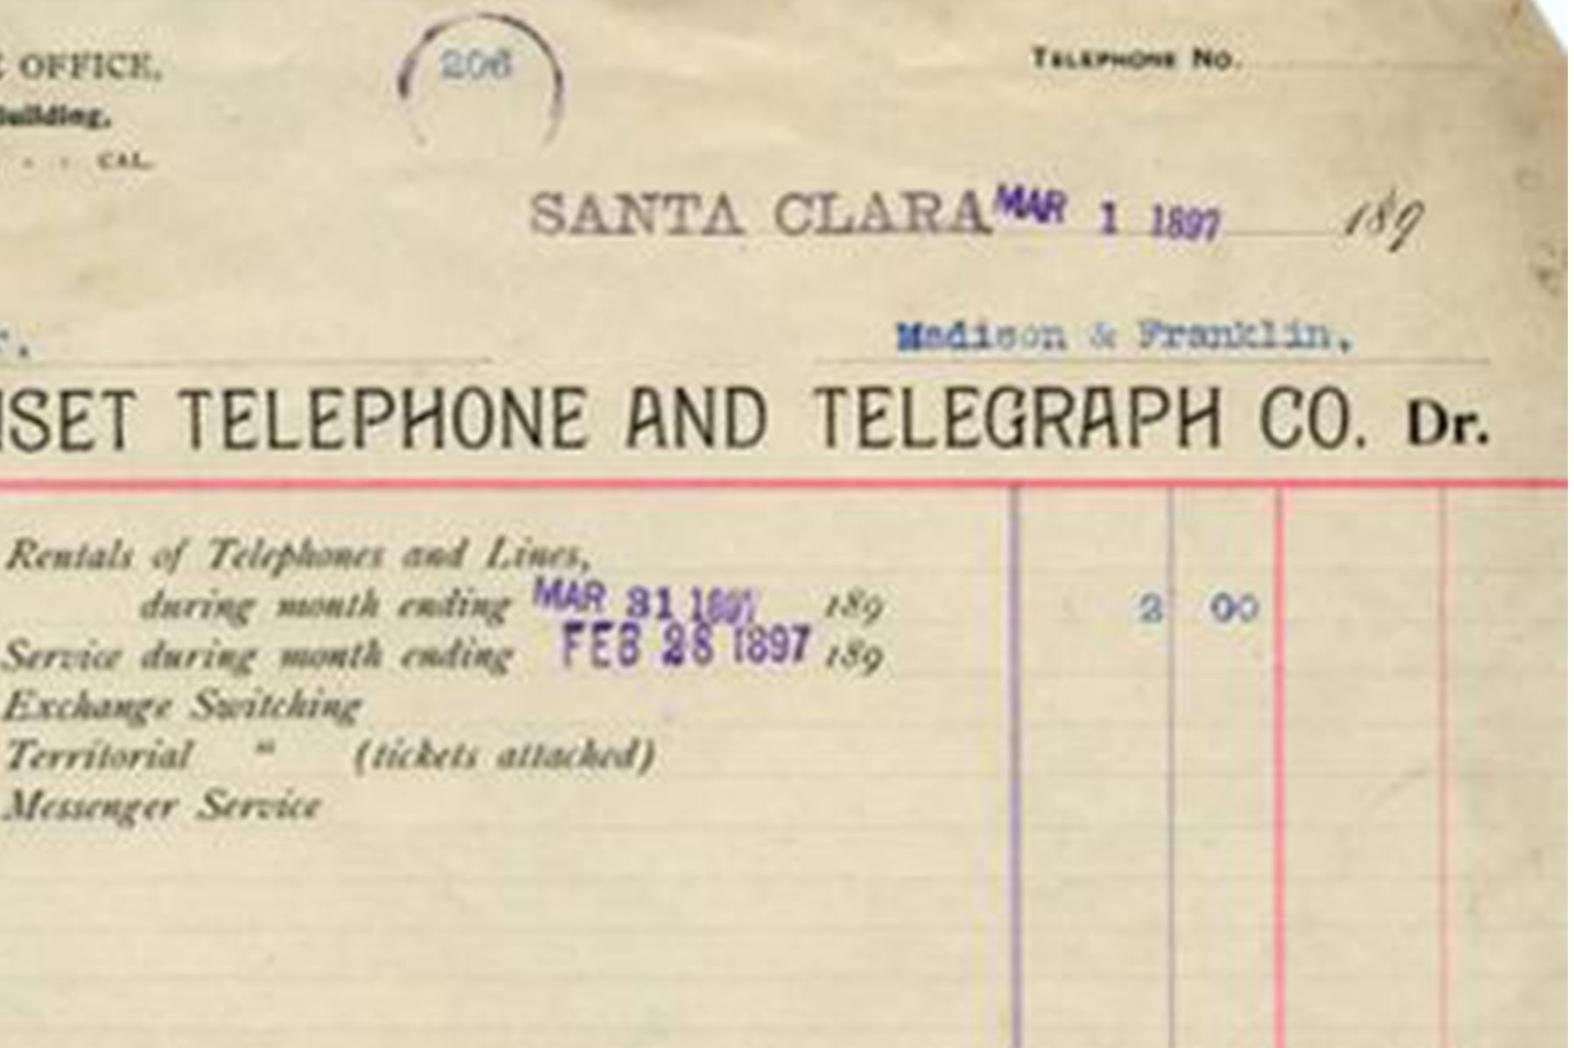 OFFICE,
206
TELEPHONE NO.
Building,
CAL.
SANTA CLARA MAR 1 1897 189
Madison & Franklin,
SET TELEPHONE AND TELEGRAPH CO. Dr.
Rentals of Telephones and Lines,
during month ending MAR 31 1897 189 2 00
Service during month ending FEB 28 1897 189
Exchange Switching
Territorial " (tickets attached)
Messenger Service